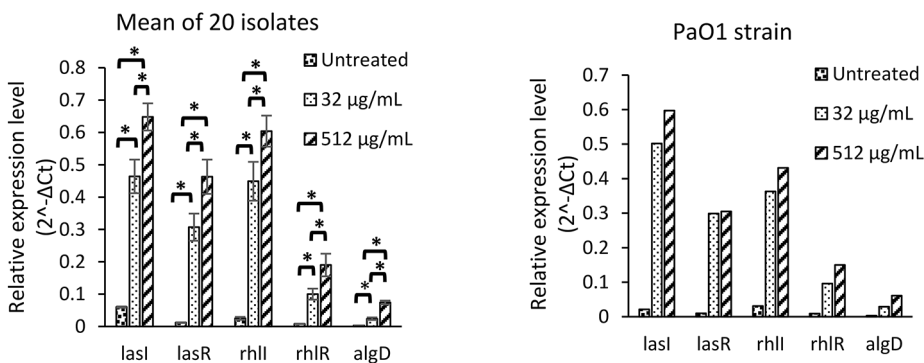 Mean of 20 isolates
Relative expression level
(2^-ΔCt)
0.8
0.7
0.6
0.5
0.4
0.3
0.2
0.1
0
* * * * * * * * * * * * * * *
Untreated
32 µg/mL
512 µg/mL
lasI lasR rhlI rhlR algD
PaO1 strain
Relative expression level
(2^-ΔCt)
0.7
0.6
0.5
0.4
0.3
0.2
0.1
0.0
Untreated
32 µg/mL
512 µg/mL
lasI lasR rhlI rhlR algD